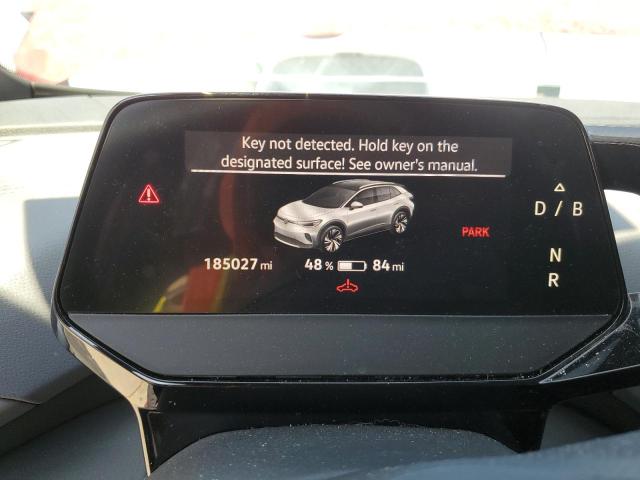 Key not detected. Hold key on the
designated surface! See owner's manual.
D / B
PARK
N
185027 mi 48 % 84 mi
R